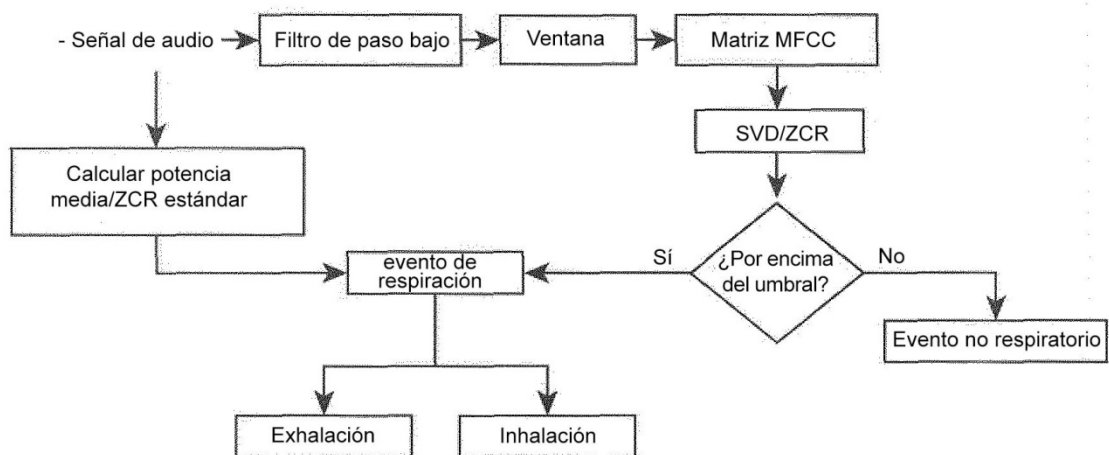 - Señal de audio
Filtro de paso bajo
Ventana
Matriz MFCC
SVD/ZCR
Calcular potencia
media/ZCR estándar
¿Por encima
del umbral?
Sí
No
evento de
respiración
Evento no respiratorio
Exhalación
Inhalación